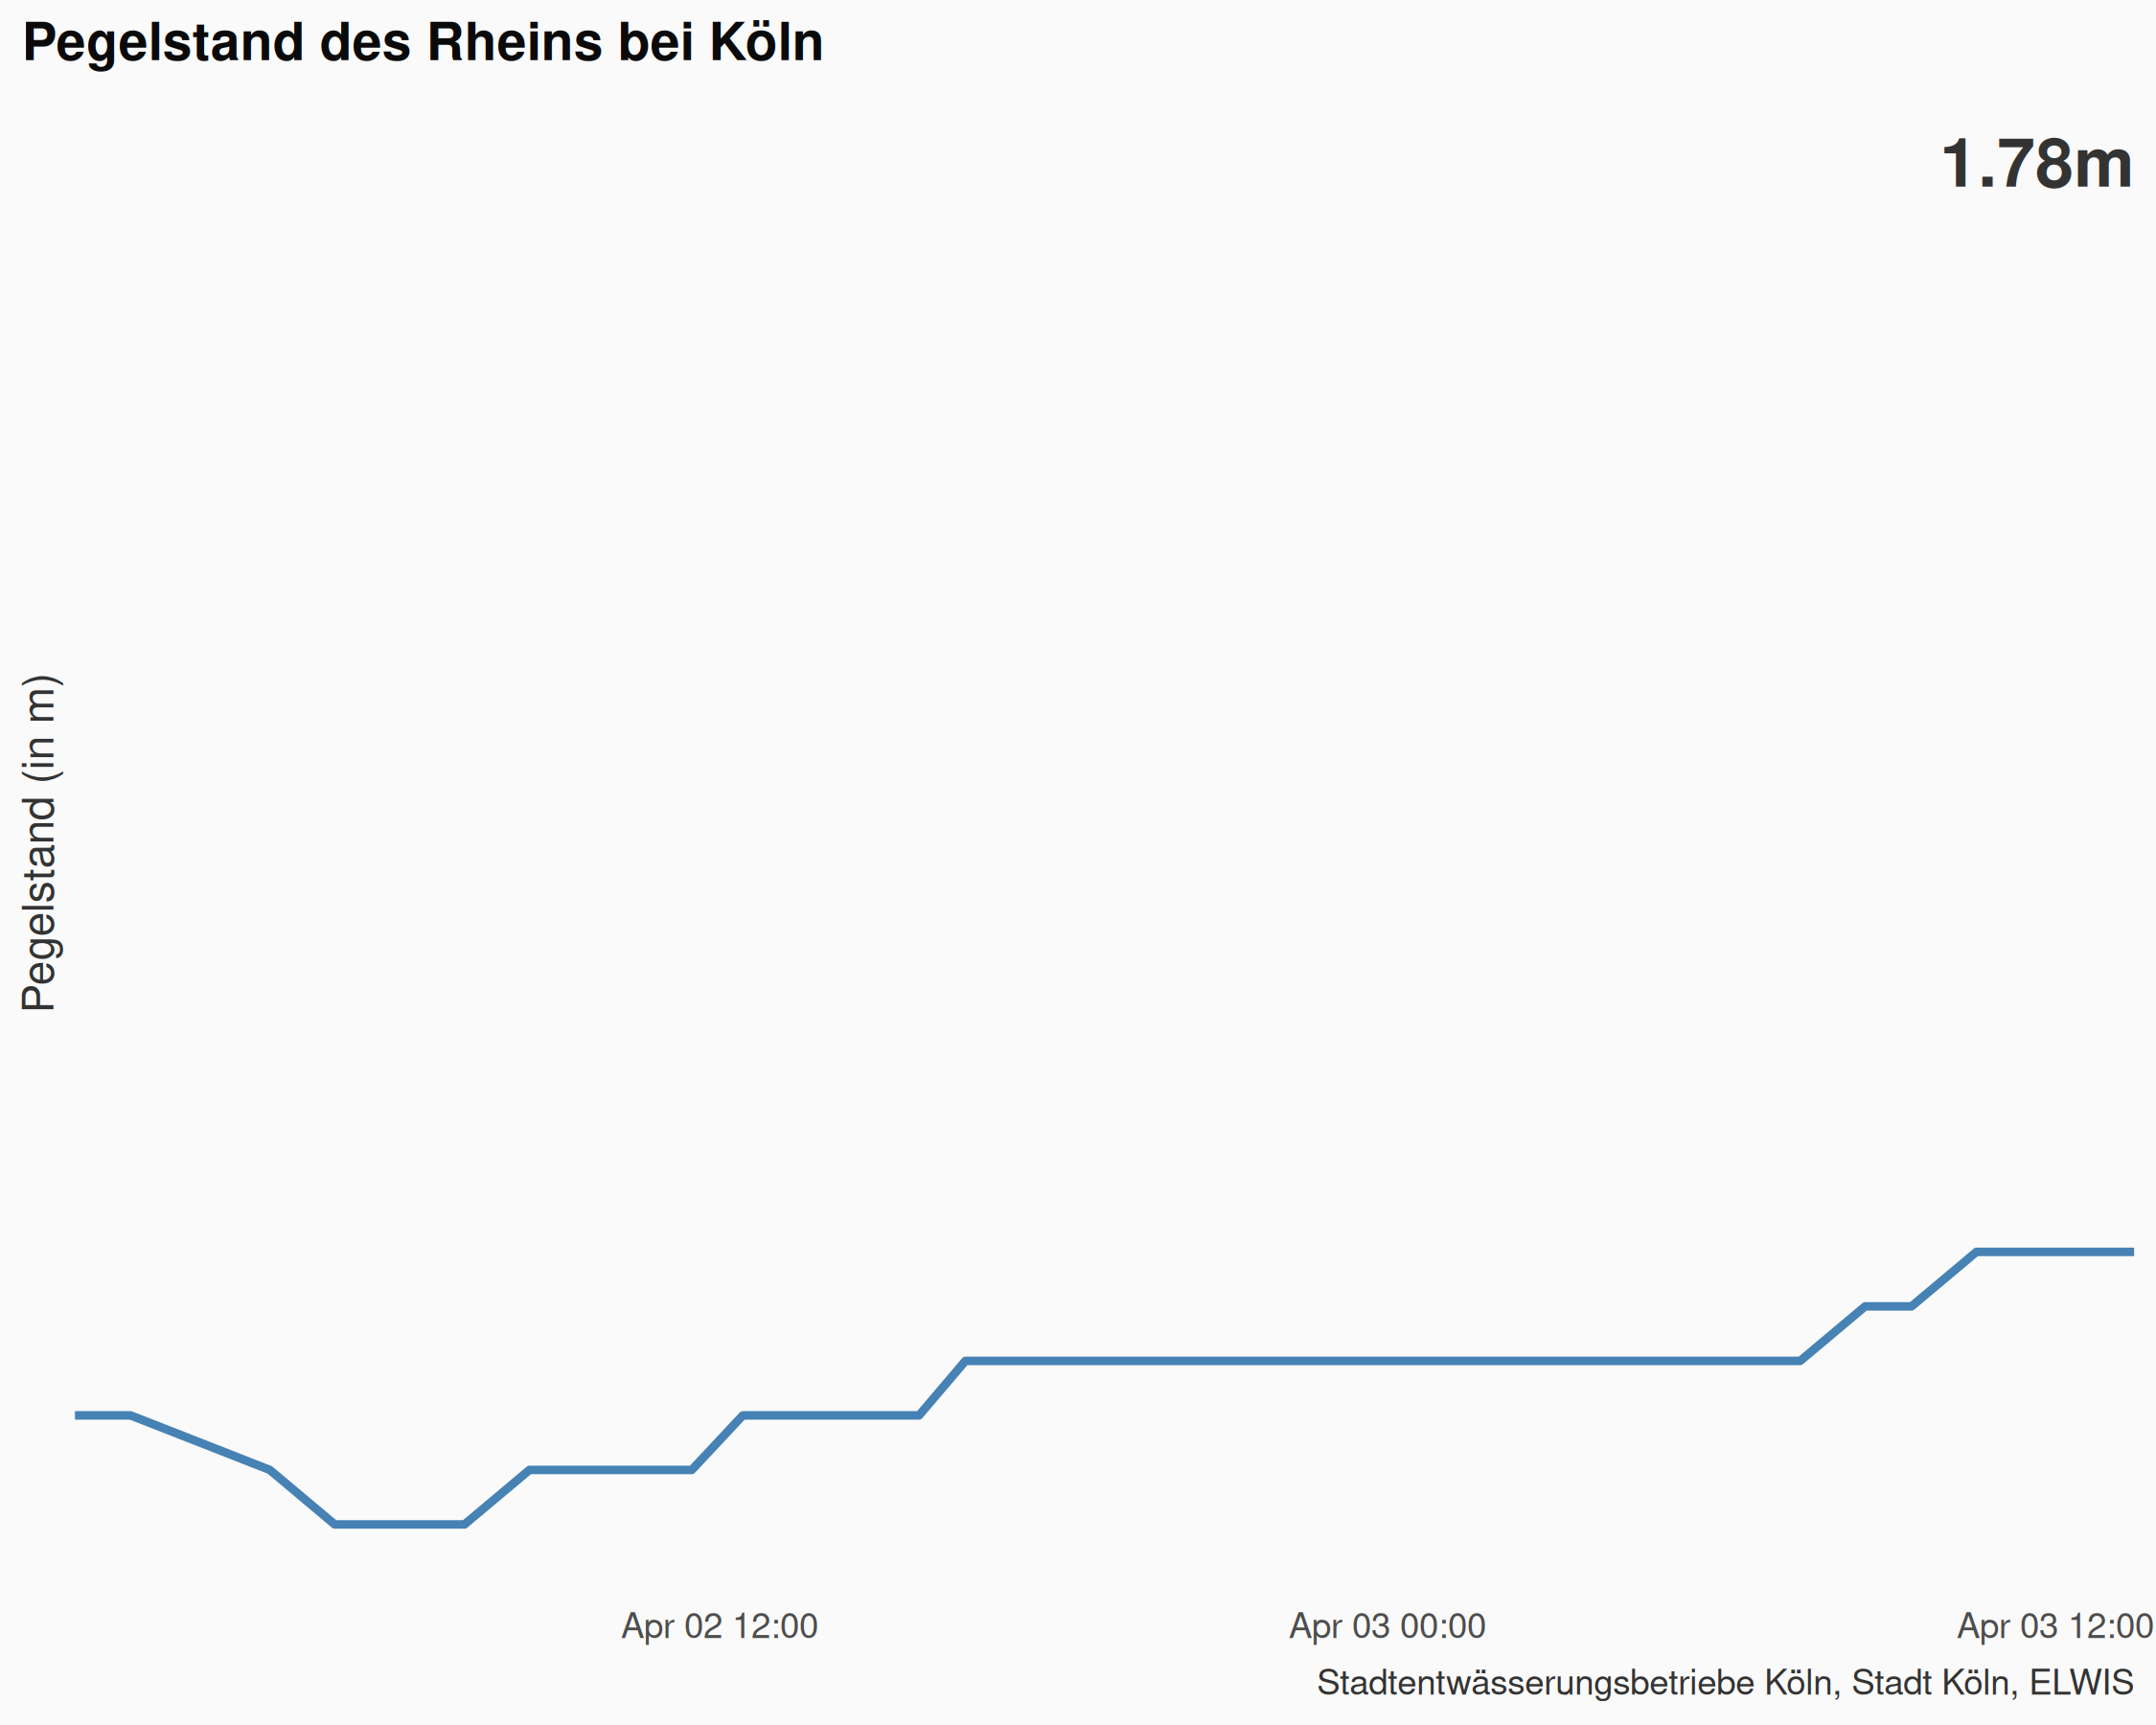 Pegelstand des Rheins bei Köln
1.78m
Pegelstand (in m)
Apr 02 12:00
Apr 03 00:00
Apr 03 12:00
Stadtentwässerungsbetriebe Köln, Stadt Köln, ELWIS